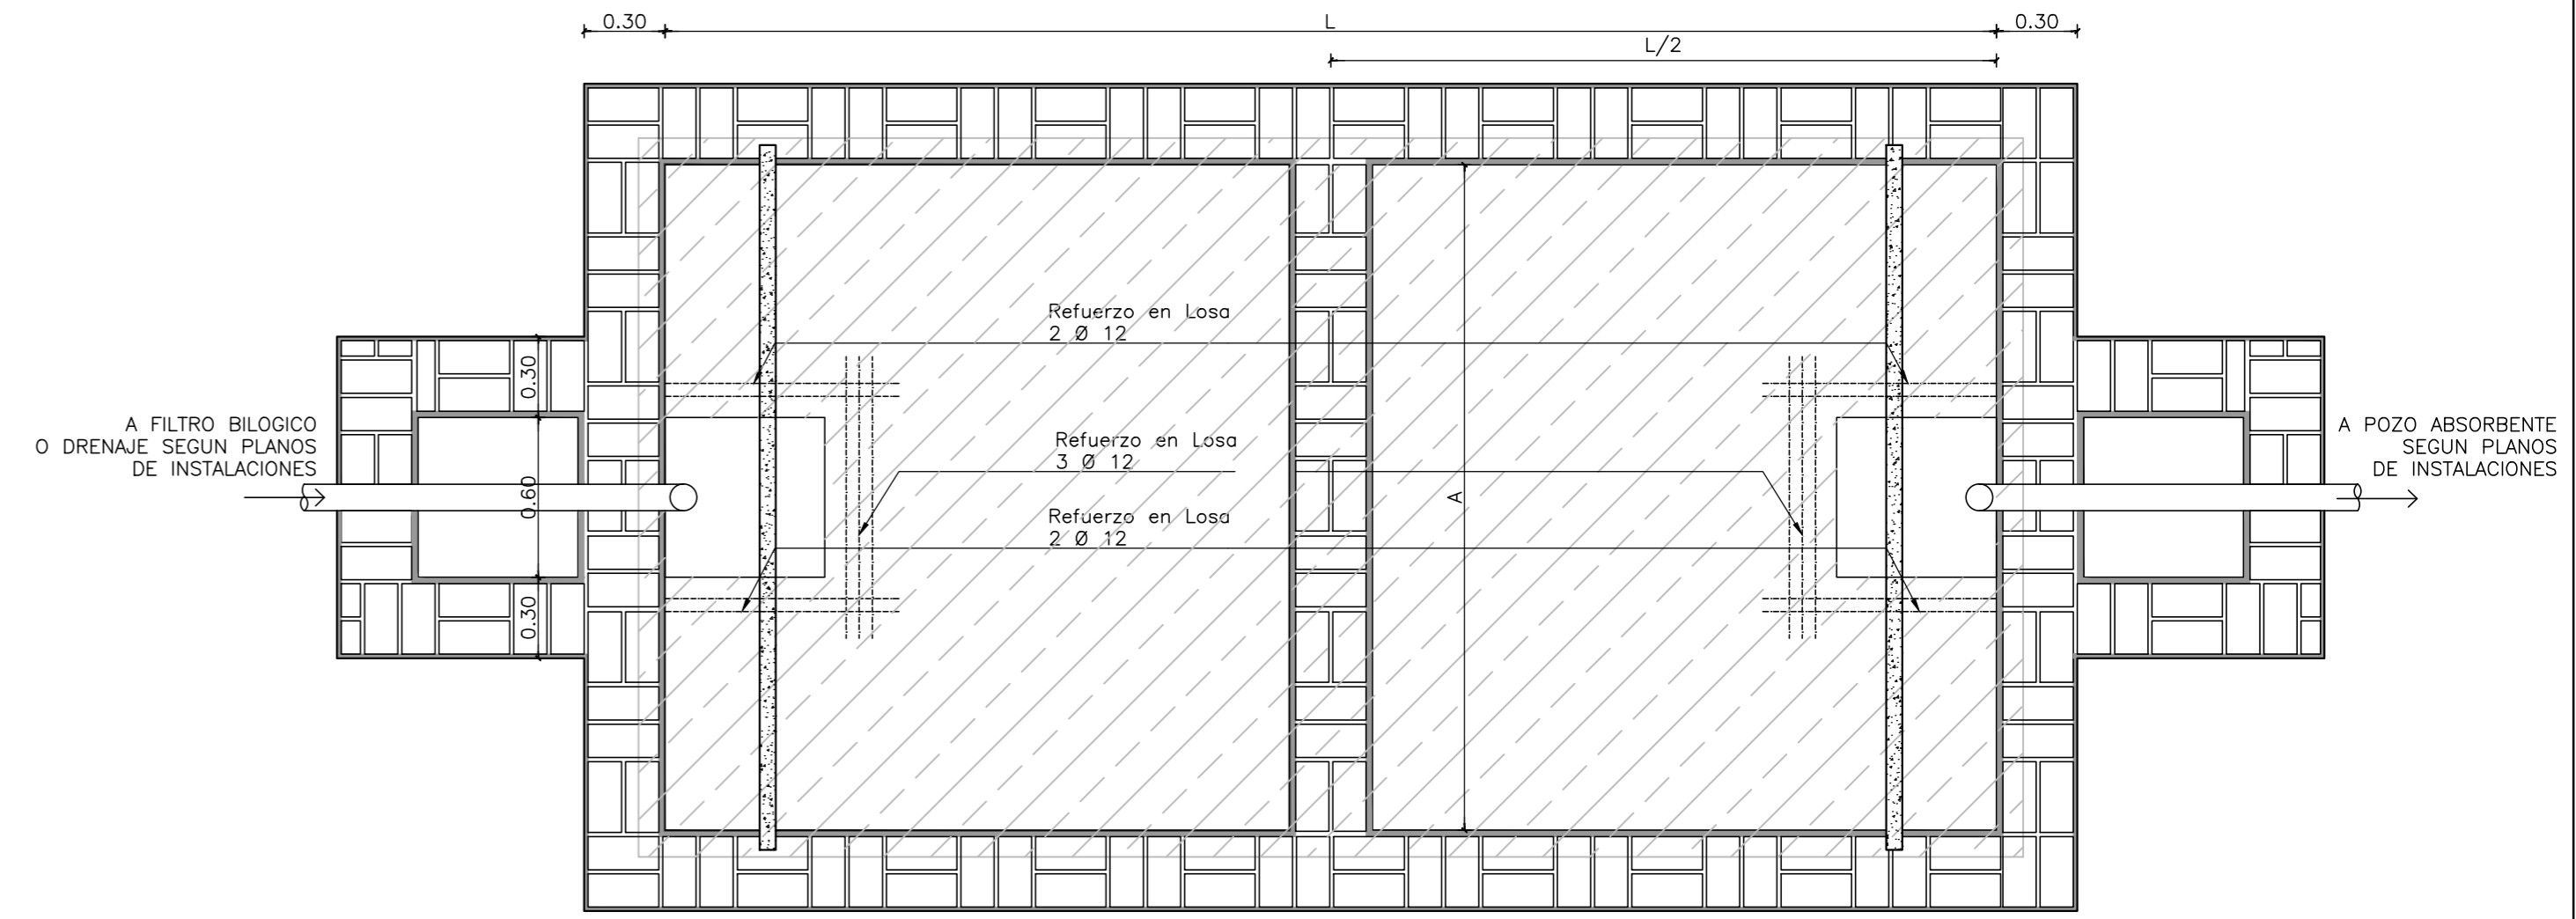 0.30
L
0.30
L/2
Refuerzo en Losa
2 Ø 12
0.30
A FILTRO BILOGICO
O DRENAJE SEGUN PLANOS
DE INSTALACIONES
A POZO ABSORBENTE
SEGUN PLANOS
DE INSTALACIONES
Refuerzo en Losa
3 Ø 12
0.60
A
Refuerzo en Losa
2 Ø 12
0.30